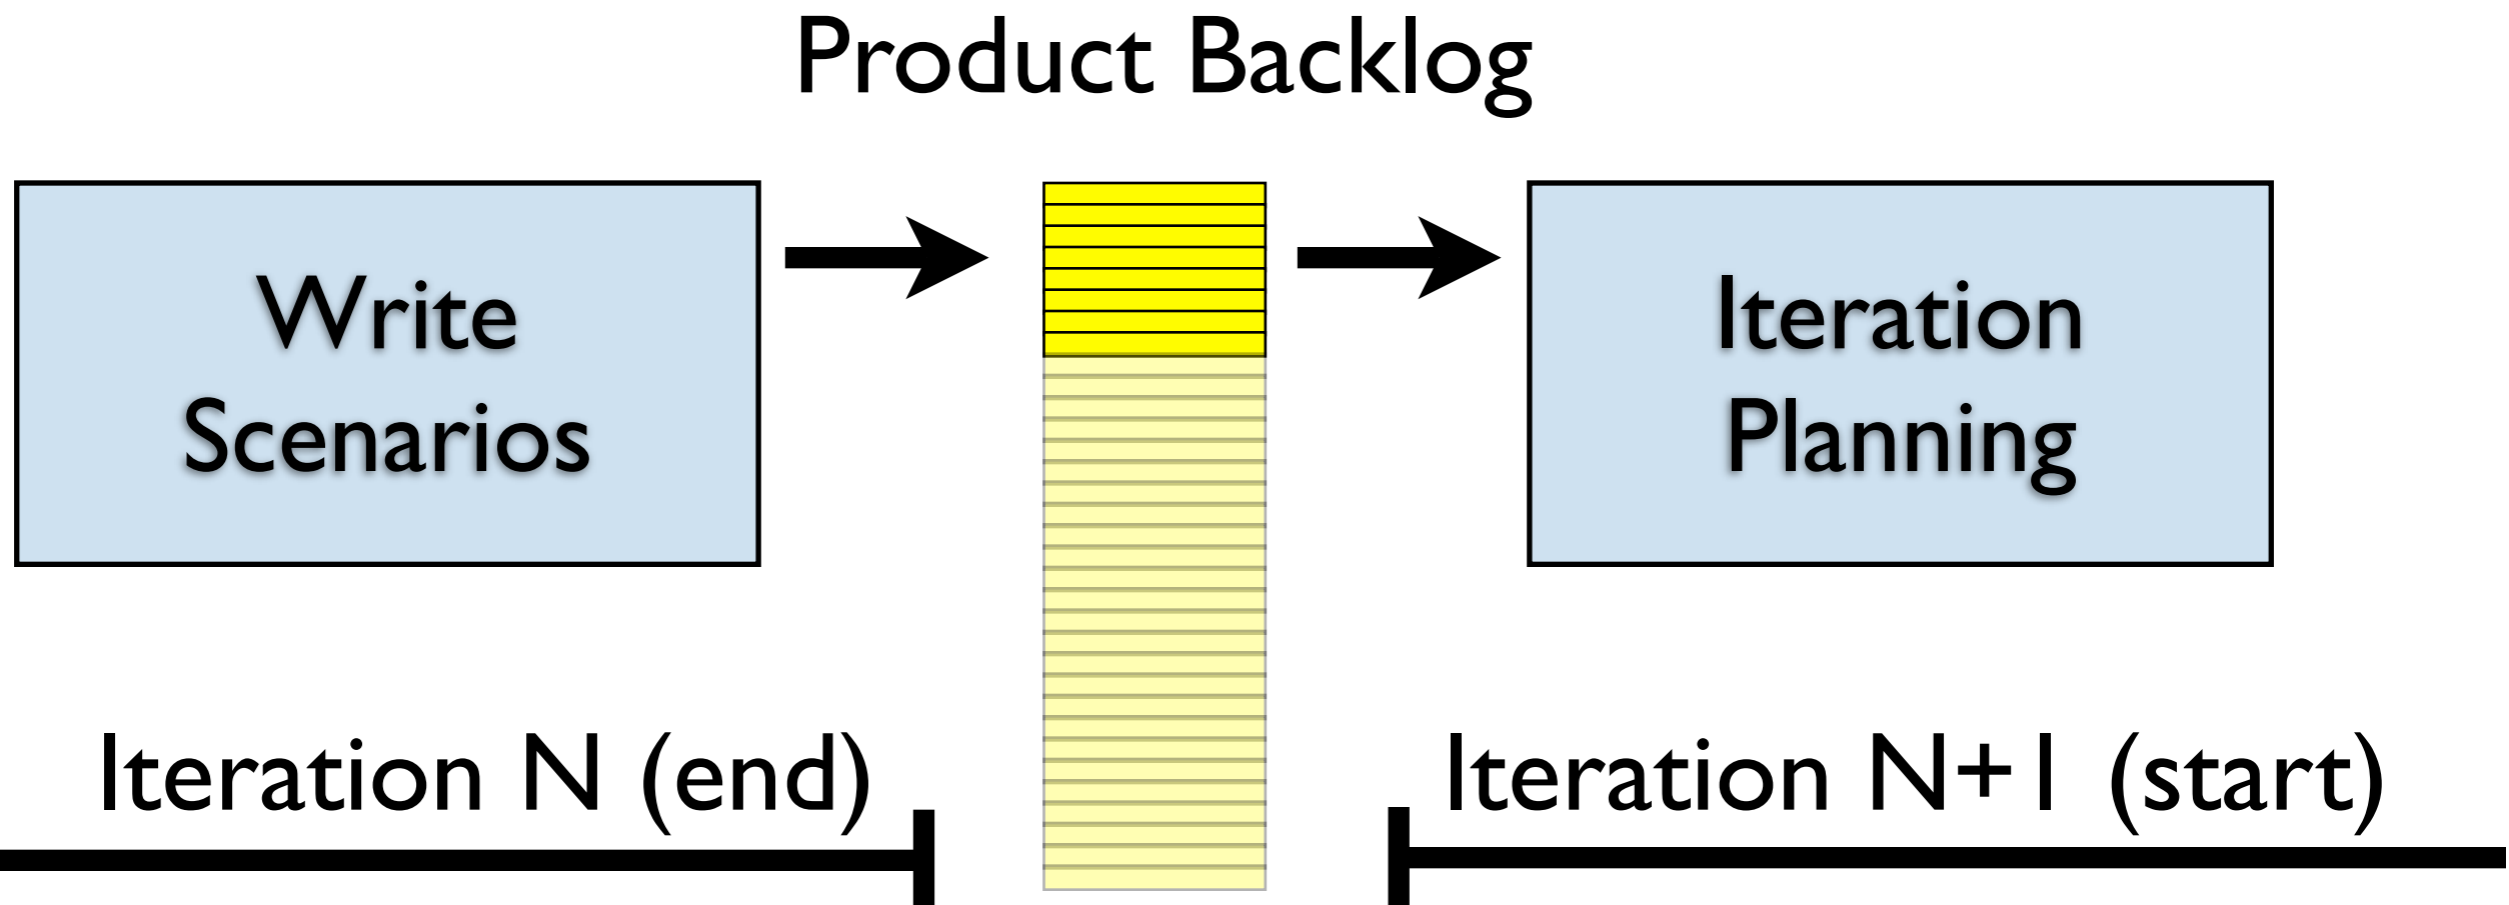 Product Backlog
Write
Scenarios
Iteration
Planning
Iteration N (end)
Iteration N+1 (start)